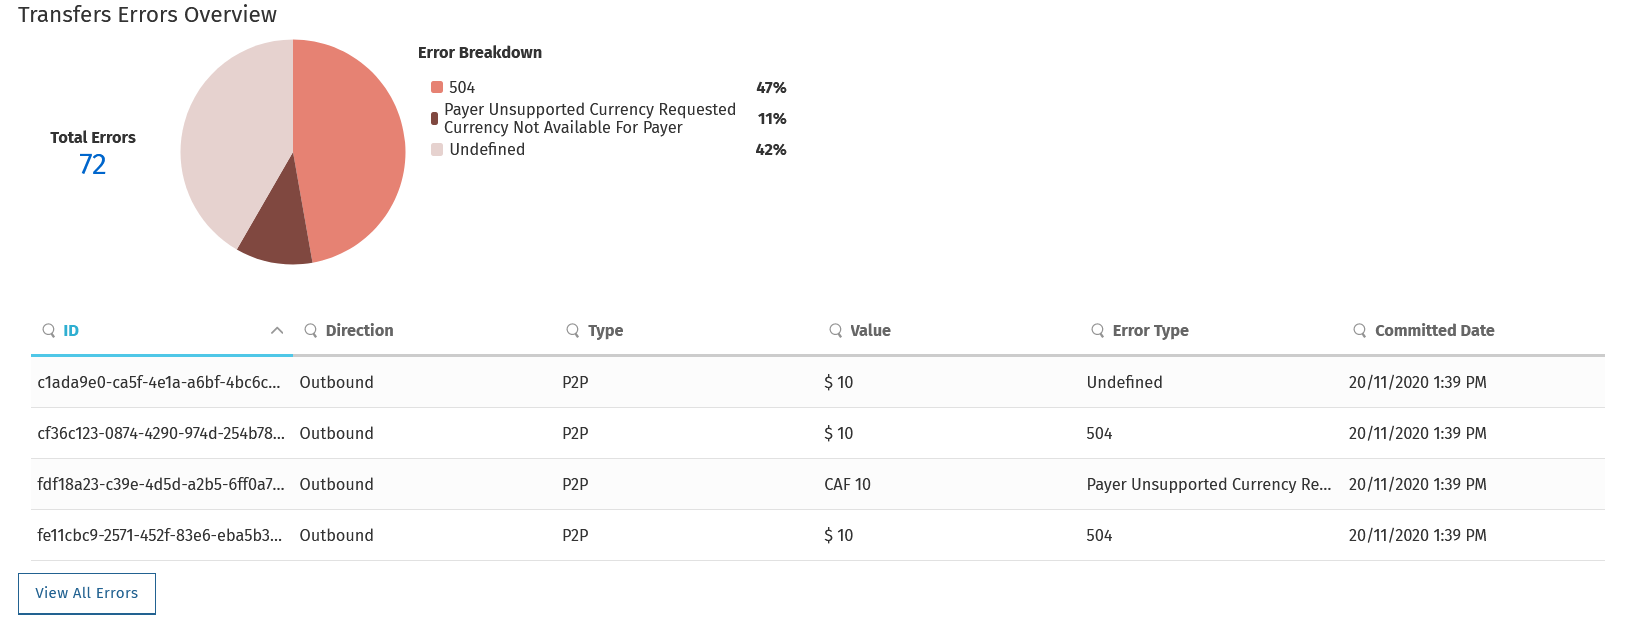 Transfers Errors Overview
Total Errors
72
Error Breakdown
504 47%
Payer Unsupported Currency Requested
Currency Not Available For Payer 11%
Undefined 42%
ID Direction Type Value Error Type Committed Date
c1ada9e0-ca5f-4e1a-a6bf-4bc6c... Outbound P2P $ 10 Undefined 20/11/2020 1:39 PM
cf36c123-0874-4290-974d-254b78... Outbound P2P $ 10 504 20/11/2020 1:39 PM
fdf18a23-c39e-4d5d-a2b5-6ff0a7... Outbound P2P CAF 10 Payer Unsupported Currency Re... 20/11/2020 1:39 PM
fe11cbc9-2571-452f-83e6-eba5b3... Outbound P2P $ 10 504 20/11/2020 1:39 PM
View All Errors